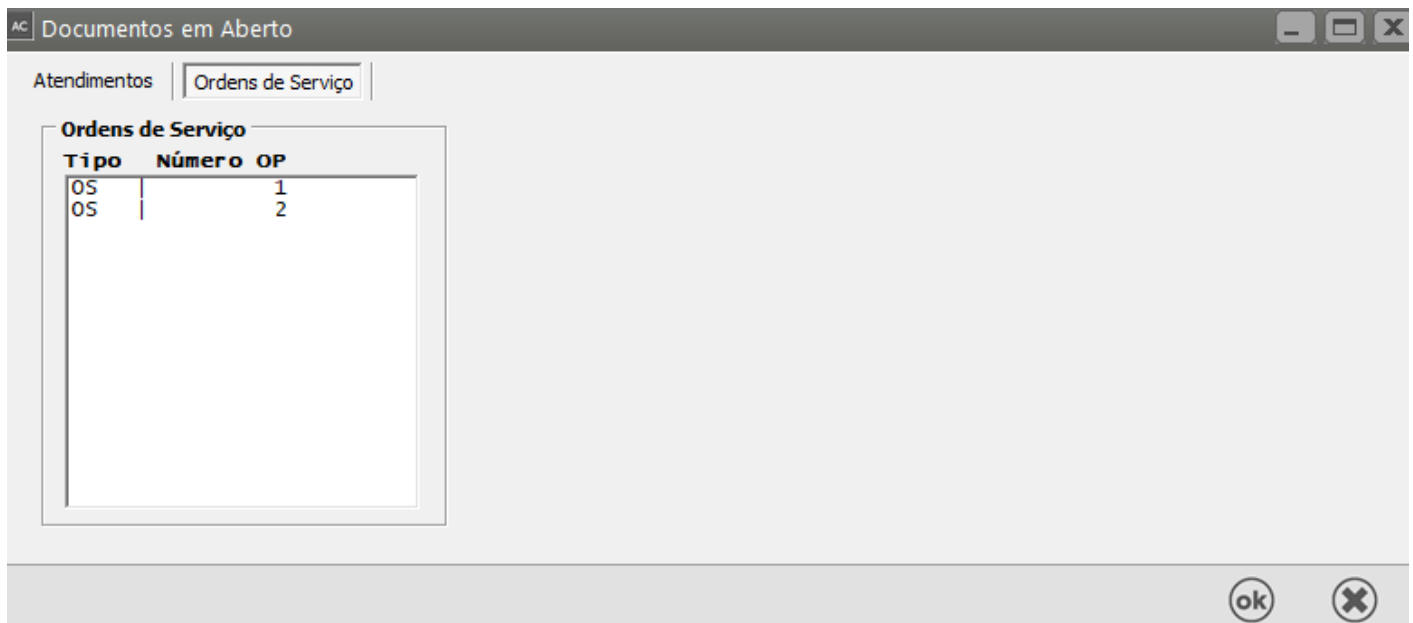 AC Documentos em Aberto
Atendimentos Ordens de Serviço
Ordens de Serviço
Tipo Número OP
OS | 1
OS | 2
ok